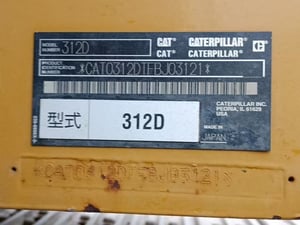 MODEL NUMBER 312D CAT® CATERPILLAR®
CAT® CATERPILLAR®
PRODUCT IDENTIFICATION NUMBER *CAT0312DTFBJ03121*
CATERPILLAR INC.
PEORIA, IL 61629
USA
MADE IN
JAPAN
型式 312D
*CAT0312DTFBJ03121*